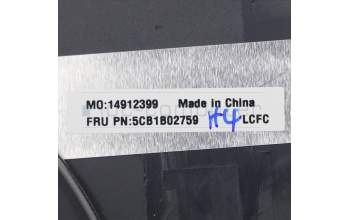 MO:14912399 Made in China
FRU PN:5CB1B02759 H4 LCFC